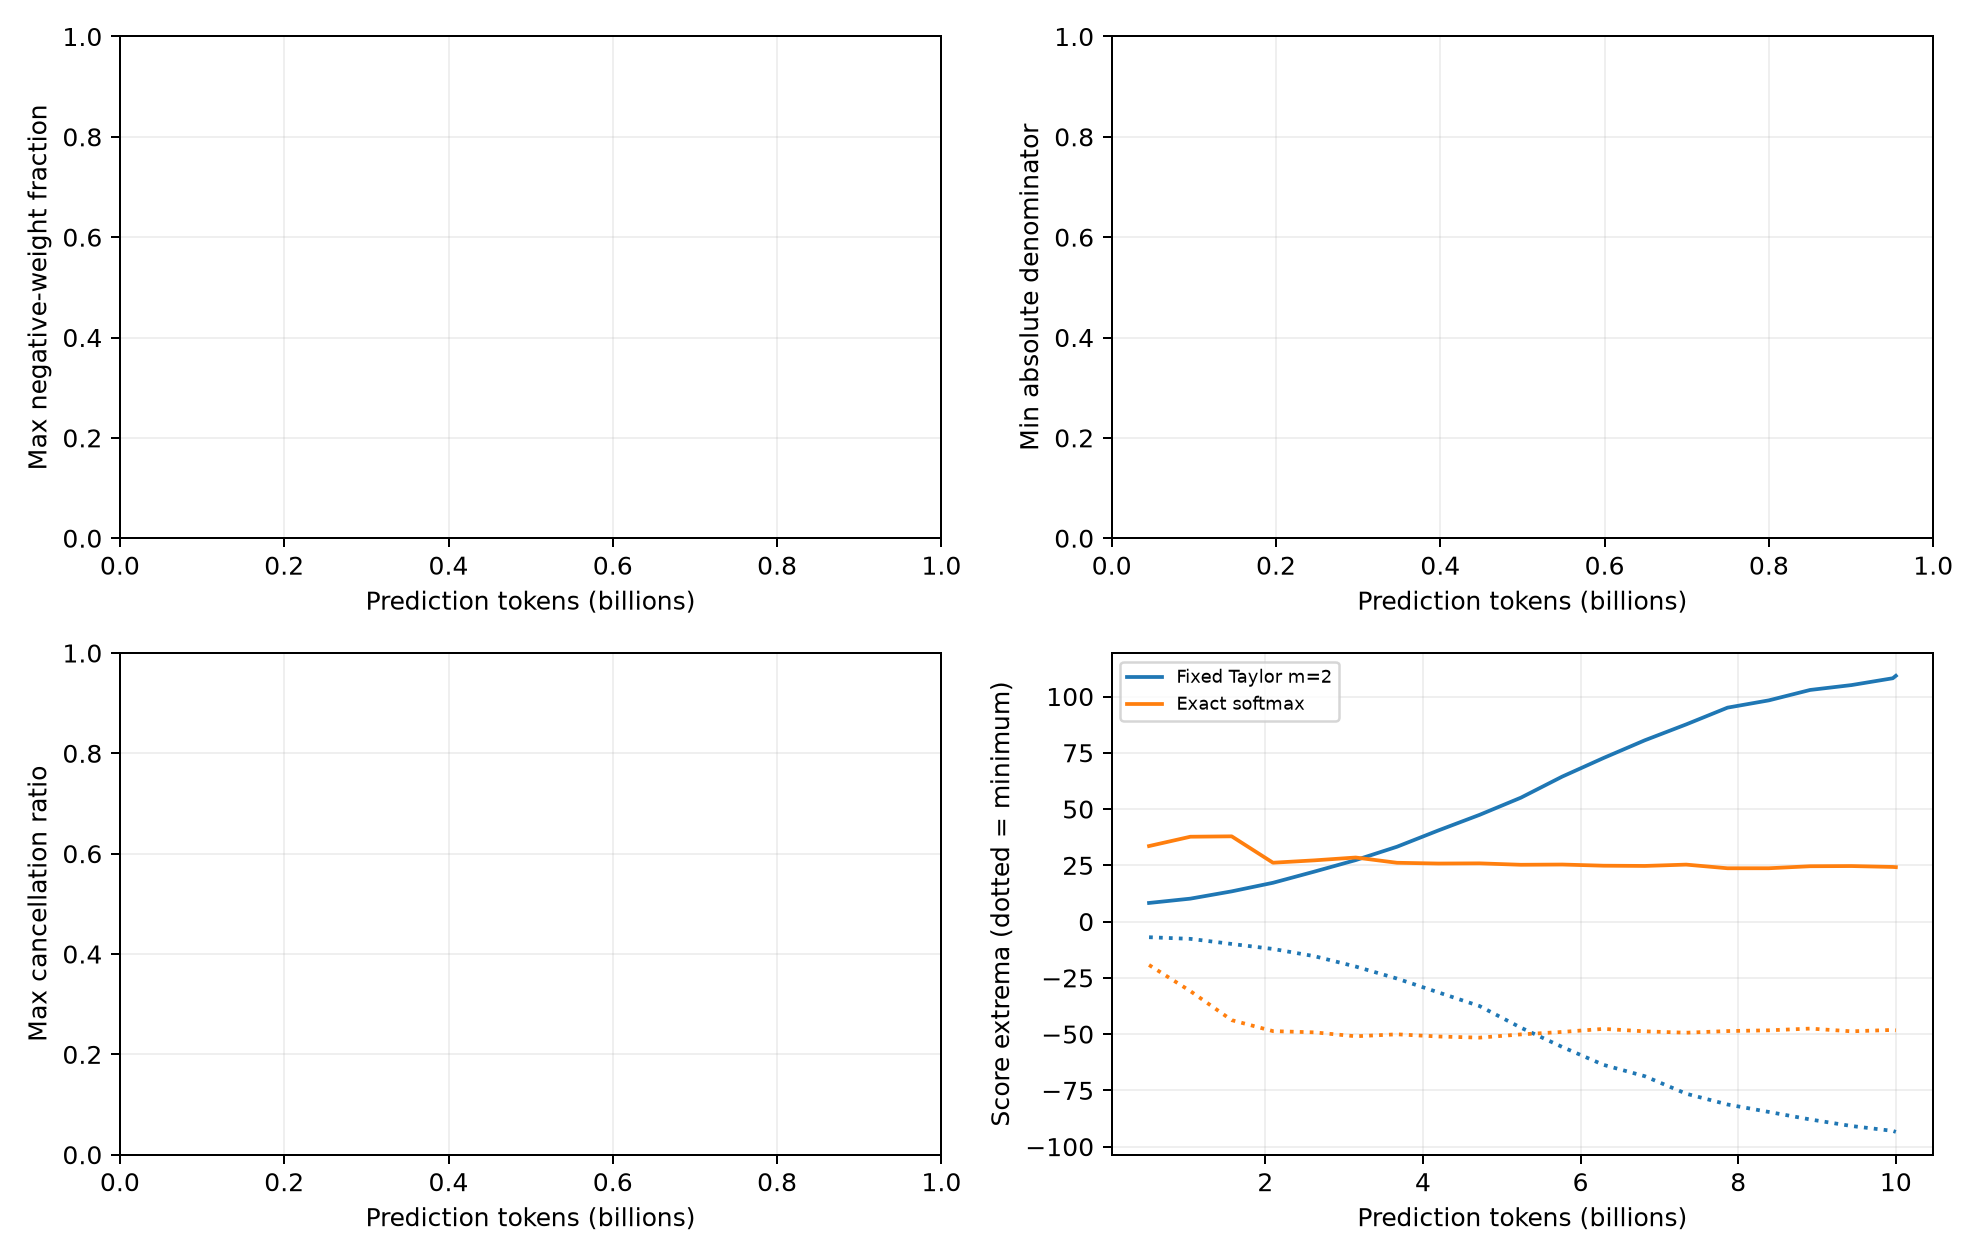 Max negative-weight fraction
1.0
0.8
0.6
0.4
0.2
0.0
0.0 0.2 0.4 0.6 0.8 1.0
Prediction tokens (billions)
Min absolute denominator
1.0
0.8
0.6
0.4
0.2
0.0
0.0 0.2 0.4 0.6 0.8 1.0
Prediction tokens (billions)
Max cancellation ratio
1.0
0.8
0.6
0.4
0.2
0.0
0.0 0.2 0.4 0.6 0.8 1.0
Prediction tokens (billions)
Score extrema (dotted = minimum)
Fixed Taylor m=2
Exact softmax
100
75
50
25
0
−25
−50
−75
−100
2 4 6 8 10
Prediction tokens (billions)